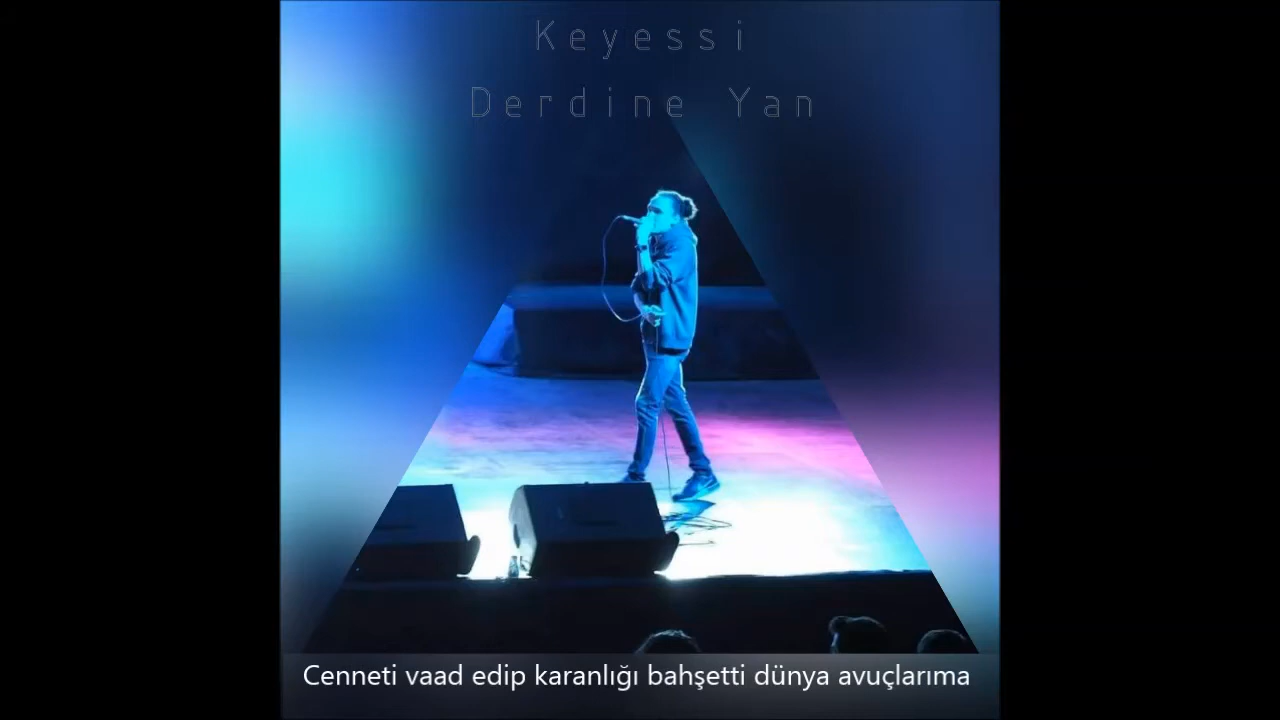 Keyessi
Derdine Yan
Cenneti vaad edip karanlığı bahşetti dünya avuçlarıma